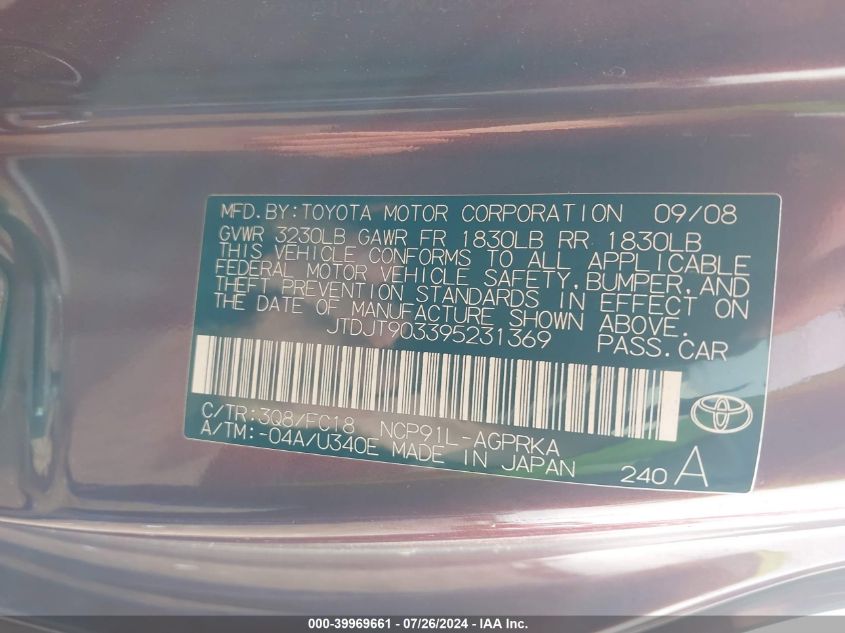 MFD.BY:TOYOTA MOTOR CORPORATION 09/08
GVWR 3230LB GAWR FR 1830LB RR 1830LB
THIS VEHICLE CONFORMS TO ALL APPLICABLE
FEDERAL MOTOR VEHICLE SAFETY,BUMPER,AND
THEFT PREVENTION STANDARDS IN EFFECT ON
THE DATE OF MANUFACTURE SHOWN ABOVE.
JTDJT903395231369 PASS.CAR
C/TR:3Q8/FC18 NCP91L-AGPRKA
A/TM:-04A/U340E MADE IN JAPAN 240 A
000-39969661 / 07/26/2024 - IAA Inc.